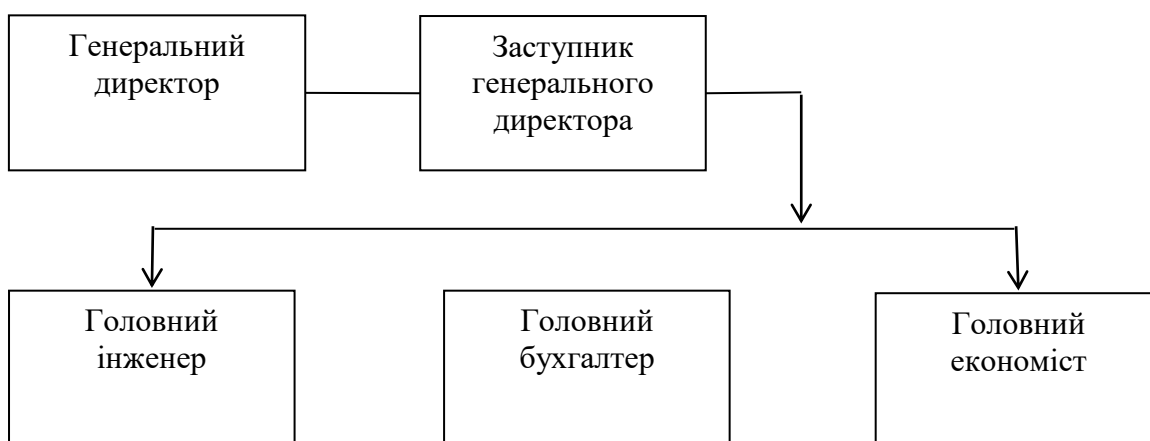 Генеральний
директор
Заступник
генерального
директора
Головний
інженер
Головний
бухгалтер
Головний
економіст